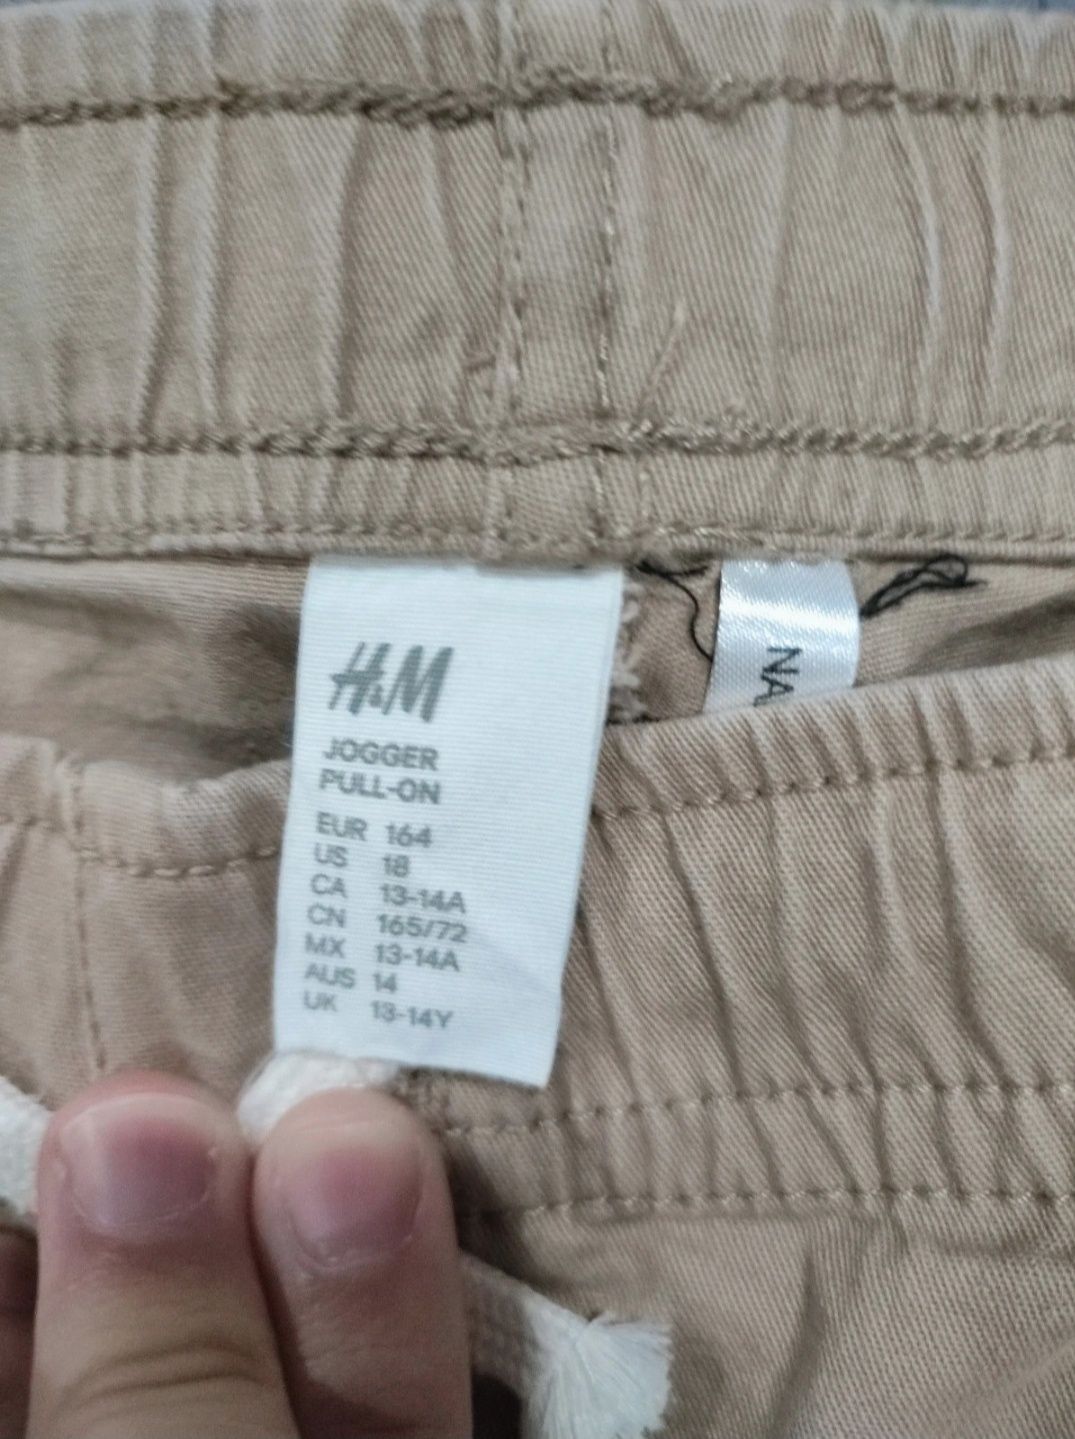 H&M
JOGGER
PULL-ON
EUR 164
US 18
CA 13-14A
CN 165/72
MX 13-14A
AUS 14
UK 13-14Y
NA